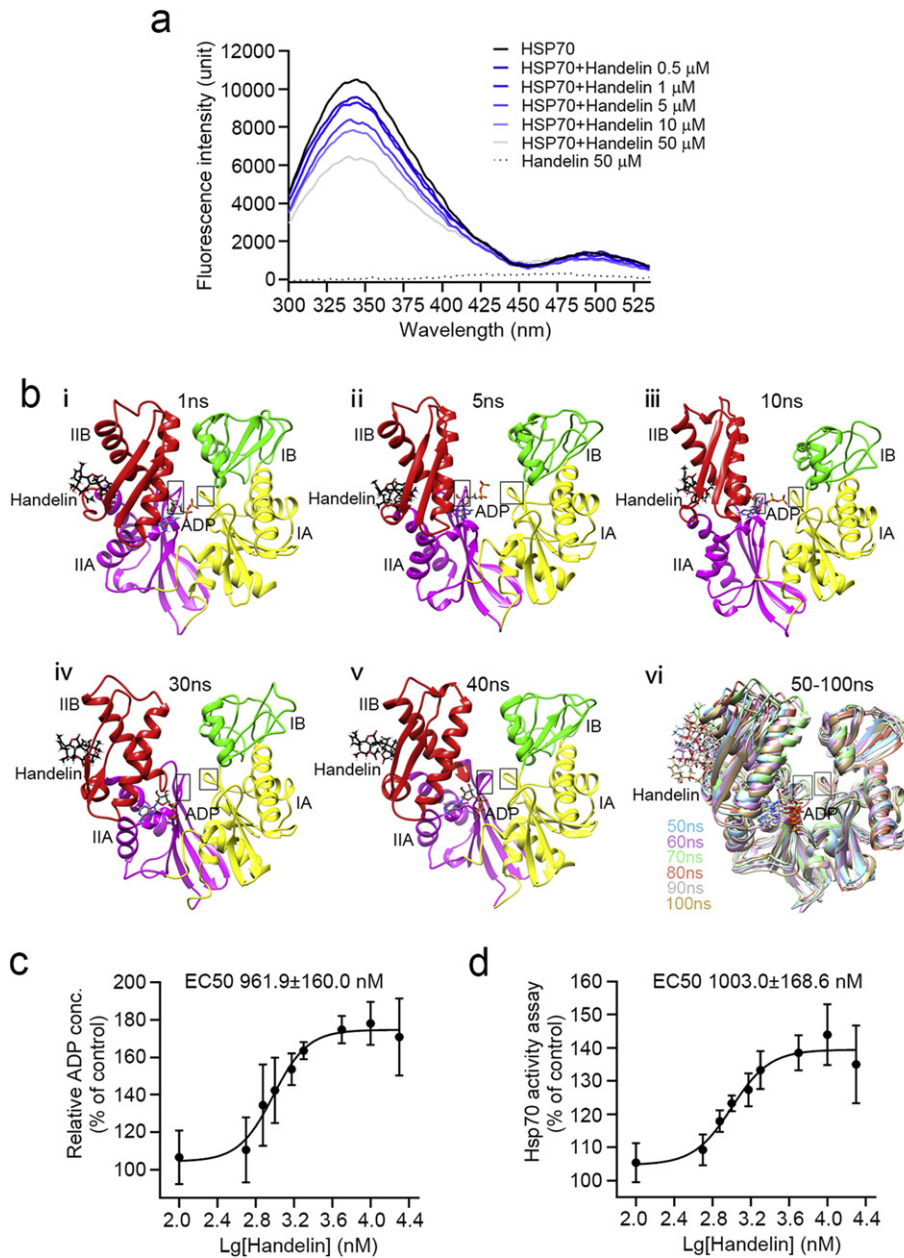 a
12000
10000
8000
6000
4000
2000
0
Fluorescence intensity (unit)
HSP70
HSP70+Handelin 0.5 μM
HSP70+Handelin 1 μM
HSP70+Handelin 5 μM
HSP70+Handelin 10 μM
HSP70+Handelin 50 μM
Handelin 50 μM
300 325 350 375 400 425 450 475 500 525
Wavelength (nm)
b
i 1ns
IIB
IB
Handelin
ADP
IIA
IA
ii 5ns
IIB
IB
Handelin
ADP
IIA
IA
iii 10ns
IIB
IB
Handelin
ADP
IIA
IA
iv 30ns
IIB
IB
Handelin
ADP
IIA
IA
v 40ns
IIB
IB
Handelin
ADP
IIA
IA
vi 50-100ns
Handelin
ADP
50ns
60ns
70ns
80ns
90ns
100ns
c
EC50 961.9±160.0 nM
200
180
160
140
120
100
Relative ADP conc.
(% of control)
2.0 2.4 2.8 3.2 3.6 4.0 4.4
Lg[Handelin] (nM)
d
EC50 1003.0±168.6 nM
160
150
140
130
120
110
100
Hsp70 activity assay
(% of control)
2.0 2.4 2.8 3.2 3.6 4.0 4.4
Lg[Handelin] (nM)